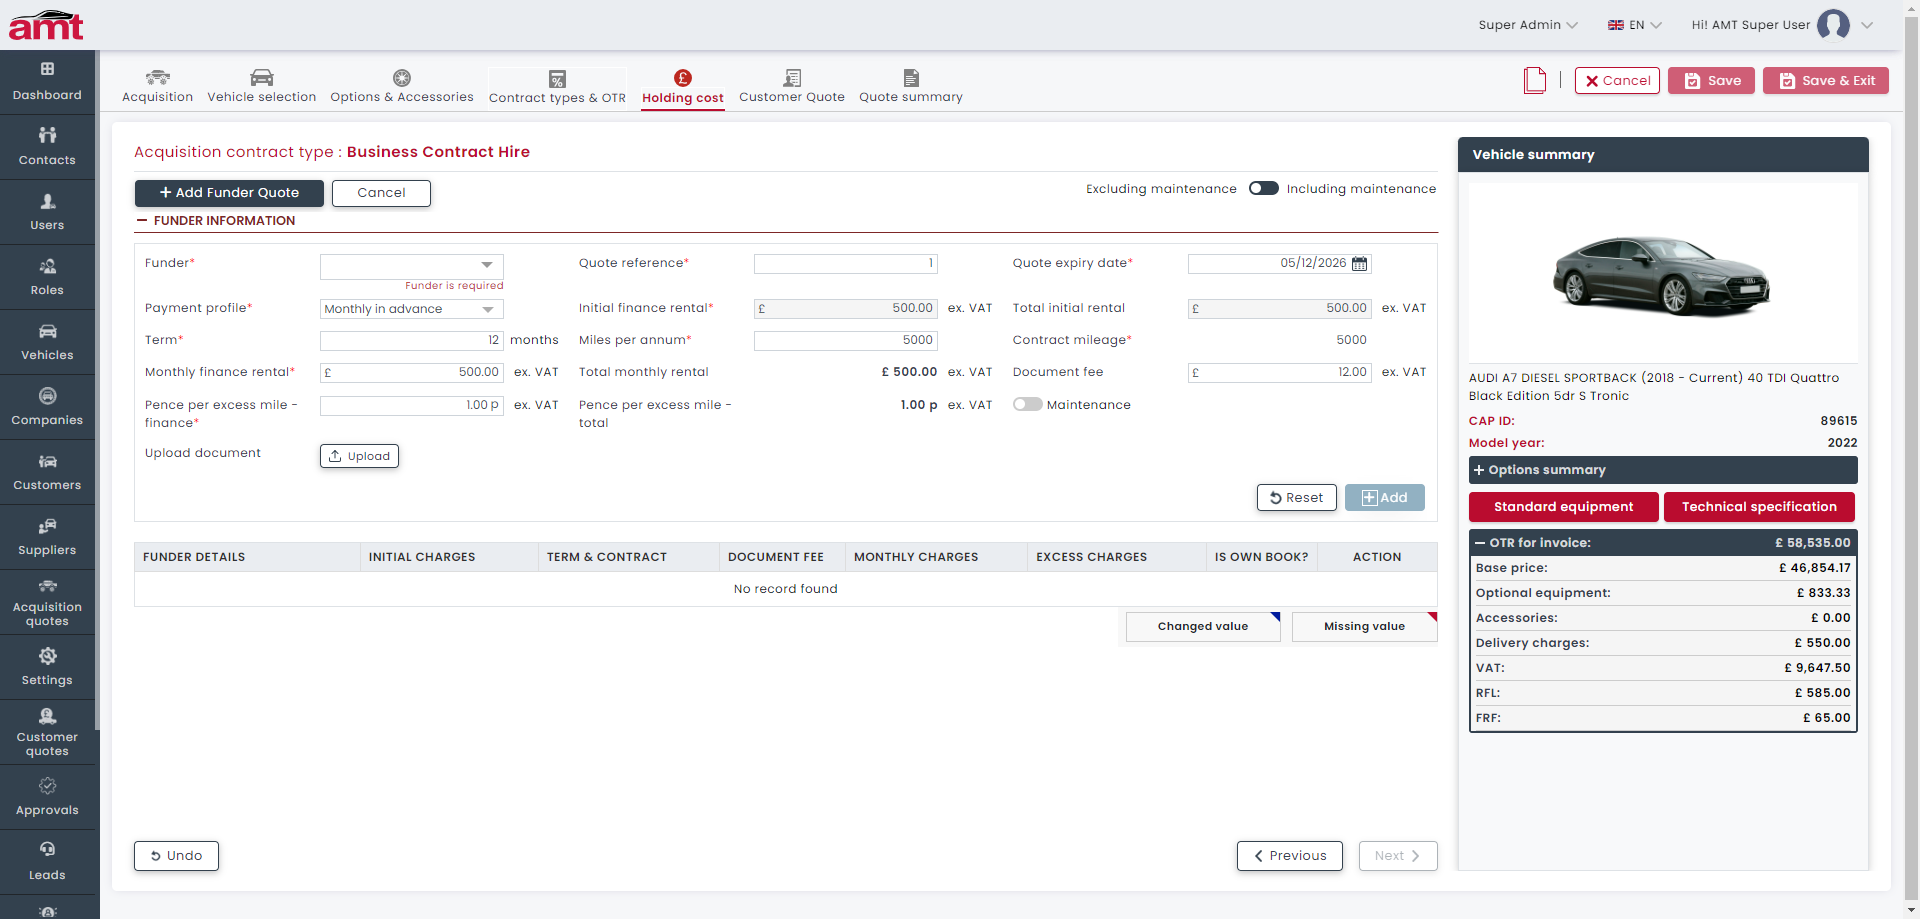 amt
Super Admin
EN
Hi! AMT Super User
Dashboard
Contacts
Users
Roles
Vehicles
Companies
Customers
Suppliers
Acquisition
quotes
Settings
Customer
quotes
Approvals
Leads
Acquisition
Vehicle selection
Options & Accessories
Contract types & OTR
Holding cost
Customer Quote
Quote summary
Cancel
Save
Save & Exit
Acquisition contract type : Business Contract Hire
+ Add Funder Quote
Cancel
Excluding maintenance
Including maintenance
FUNDER INFORMATION
Funder*
Funder is required
Quote reference*
1
Quote expiry date*
05/12/2026
Payment profile*
Monthly in advance
Initial finance rental*
£ 500.00 ex. VAT
Total initial rental
£ 500.00 ex. VAT
Term*
12 months
Miles per annum*
5000
Contract mileage*
5000
Monthly finance rental*
£ 500.00 ex. VAT
Total monthly rental
£ 500.00 ex. VAT
Document fee
£ 12.00 ex. VAT
Pence per excess mile -
finance*
1.00 p ex. VAT
Pence per excess mile -
total
1.00 p ex. VAT
Maintenance
Upload document
Upload
Reset
Add
FUNDER DETAILS
INITIAL CHARGES
TERM & CONTRACT
DOCUMENT FEE
MONTHLY CHARGES
EXCESS CHARGES
IS OWN BOOK?
ACTION
No record found
Changed value
Missing value
Undo
Previous
Next
Vehicle summary
AUDI A7 DIESEL SPORTBACK (2018 - Current) 40 TDI Quattro
Black Edition 5dr S Tronic
CAP ID: 89615
Model year: 2022
+ Options summary
Standard equipment
Technical specification
OTR for invoice: £ 58,535.00
Base price: £ 46,854.17
Optional equipment: £ 833.33
Accessories: £ 0.00
Delivery charges: £ 550.00
VAT: £ 9,647.50
RFL: £ 585.00
FRF: £ 65.00